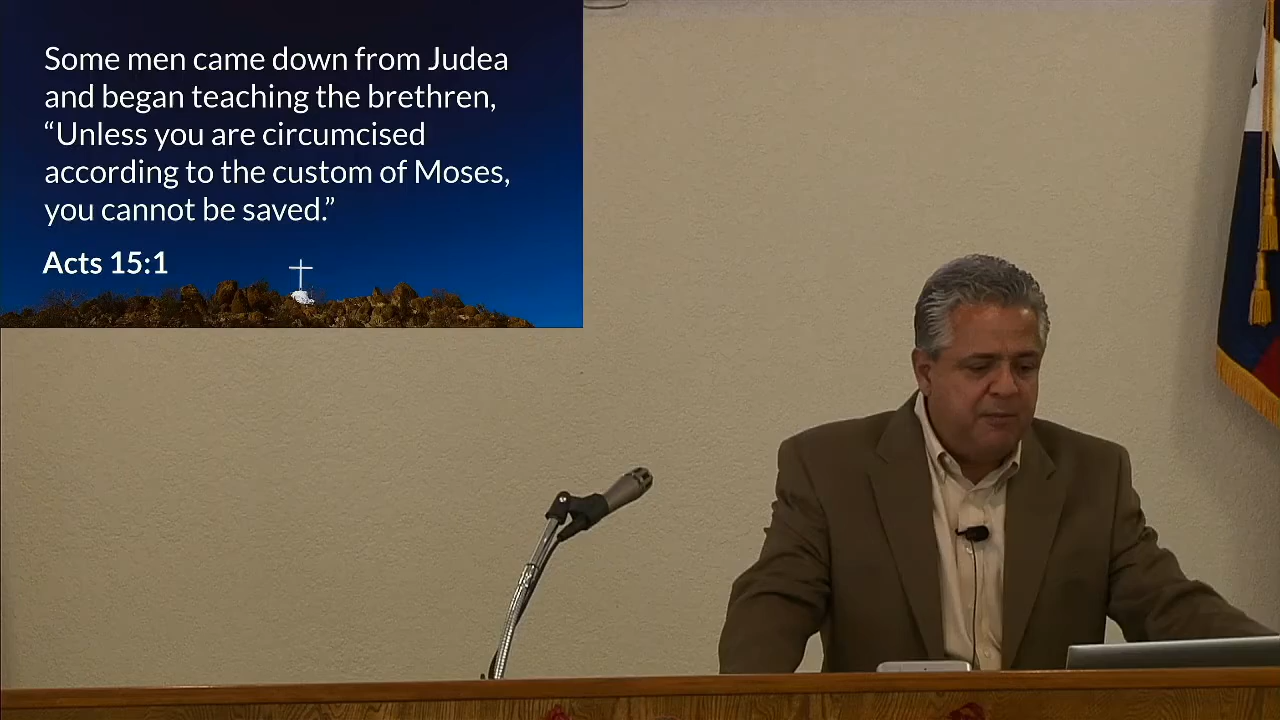 Some men came down from Judea
and began teaching the brethren,
“Unless you are circumcised
according to the custom of Moses,
you cannot be saved.”
Acts 15:1